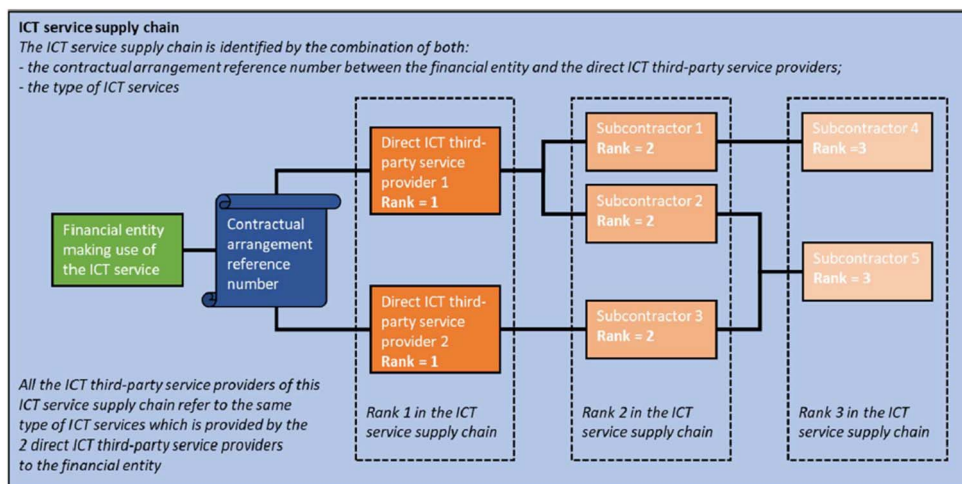 ICT service supply chain
The ICT service supply chain is identified by the combination of both:
- the contractual arrangement reference number between the financial entity and the direct ICT third-party service providers;
- the type of ICT services
Financial entity
making use of
the ICT service
Contractual
arrangement
reference
number
Direct ICT third-
party service
provider 1
Rank = 1
Direct ICT third-
party service
provider 2
Rank = 1
Subcontractor 1
Rank = 2
Subcontractor 2
Rank = 2
Subcontractor 3
Rank = 2
Subcontractor 4
Rank =3
Subcontractor 5
Rank = 3
Rank 1 in the ICT
service supply chain
Rank 2 in the ICT
service supply chain
Rank 3 in the ICT
service supply chain
All the ICT third-party service providers of this
ICT service supply chain refer to the same
type of ICT services which is provided by the
2 direct ICT third-party service providers
to the financial entity